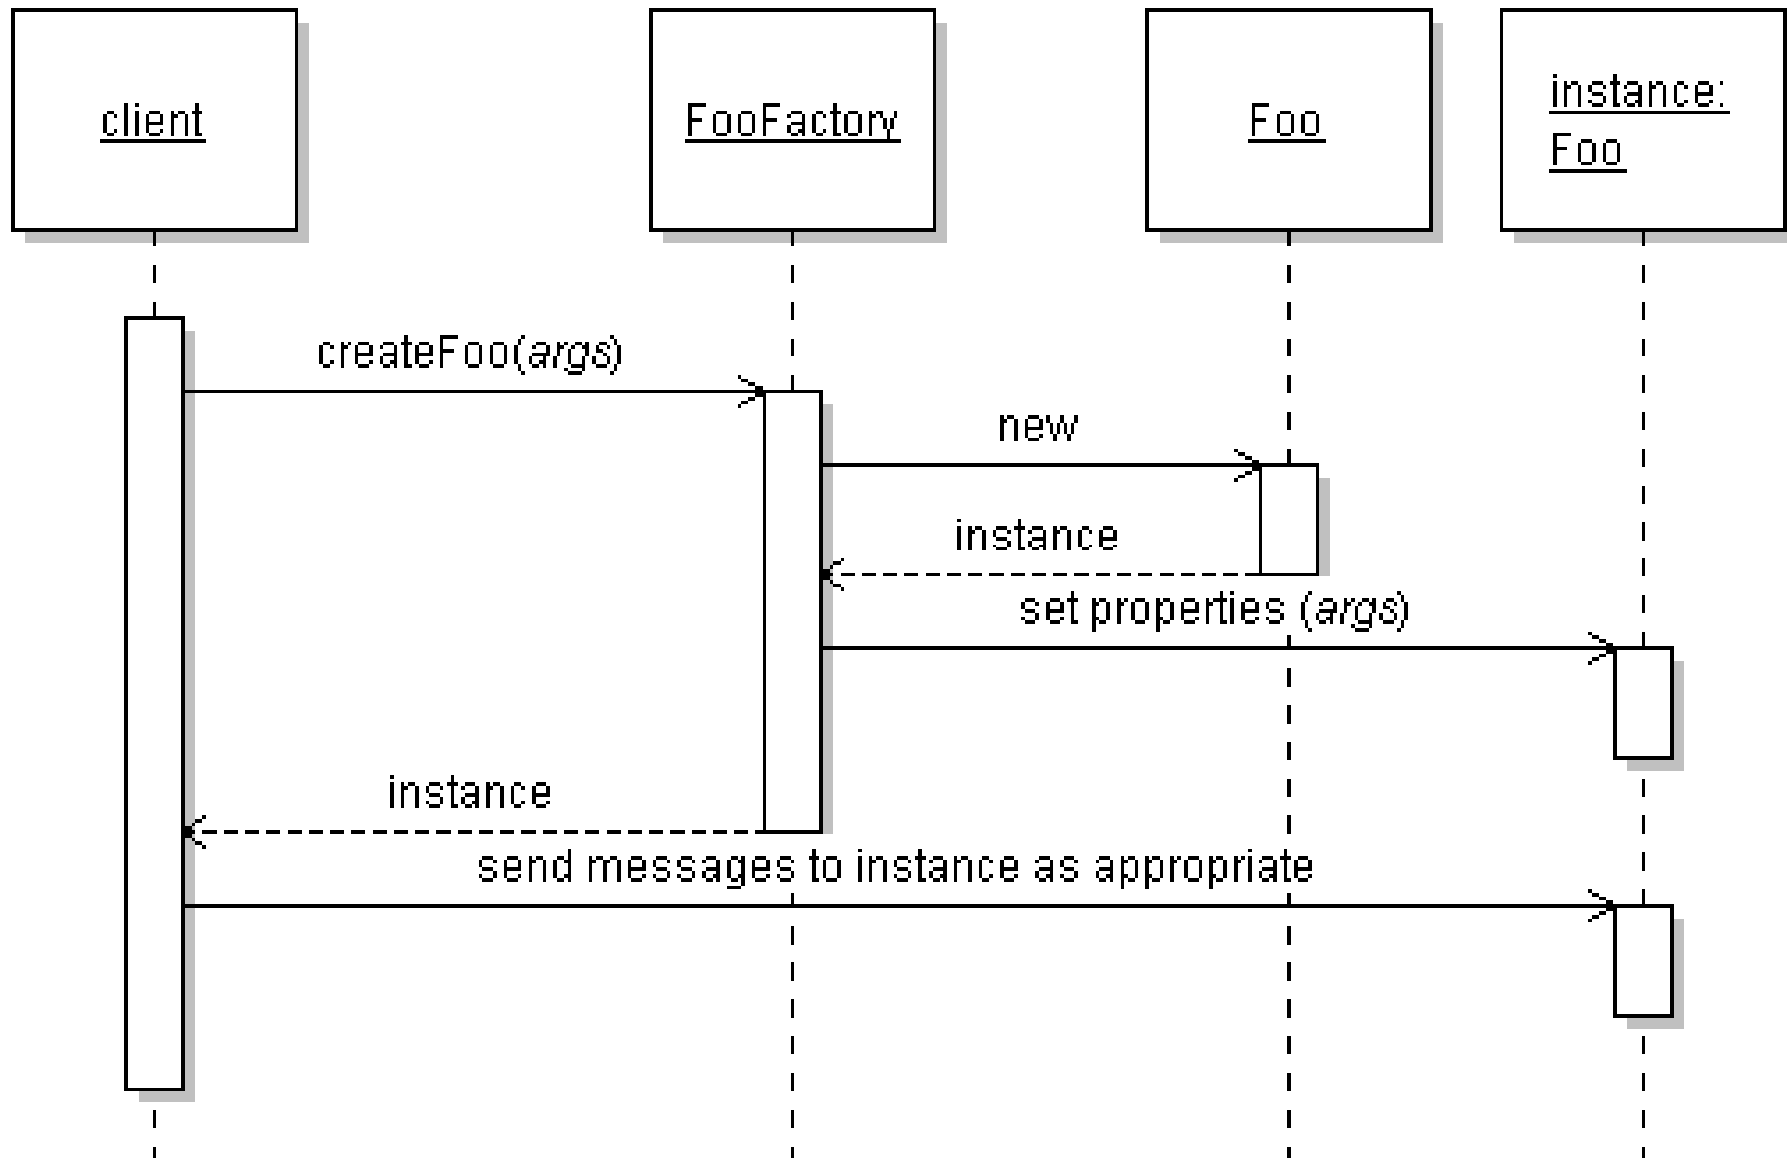 client
FooFactory
Foo
instance:
Foo
createFoo(args)
new
instance
set properties (args)
instance
send messages to instance as appropriate